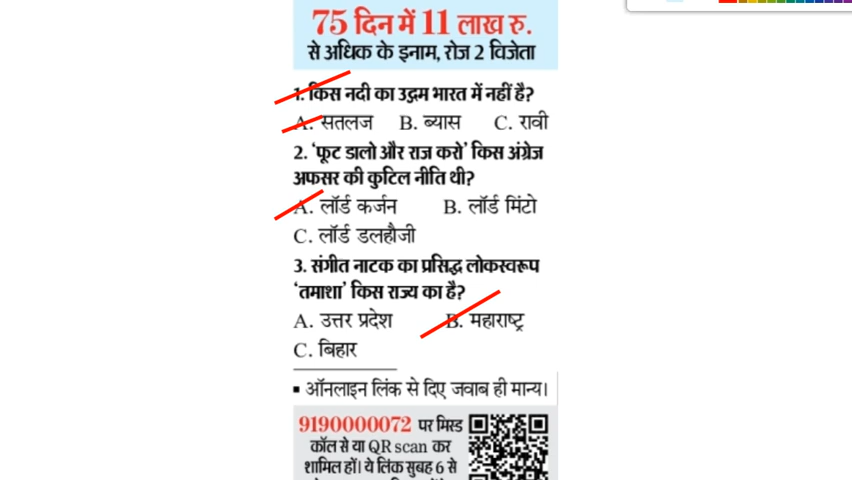 75 दिन में 11 लाख रु.
से अधिक के इनाम, रोज 2 विजेता
1. किस नदी का उद्गम भारत में नहीं है?
A. सतलज B. ब्यास C. रावी
2. 'फूट डालो और राज करो' किस अंग्रेज
अफसर की कुटिल नीति थी?
A. लॉर्ड कर्जन B. लॉर्ड मिंटो
C. लॉर्ड डलहौजी
3. संगीत नाटक का प्रसिद्ध लोकस्वरूप
'तमाशा' किस राज्य का है?
A. उत्तर प्रदेश B. महाराष्ट्र
C. बिहार
▪ ऑनलाइन लिंक से दिए जवाब ही मान्य।
9190000072 पर मिस्ड
कॉल से या QR scan कर
शामिल हों। ये लिंक सुबह 6 से